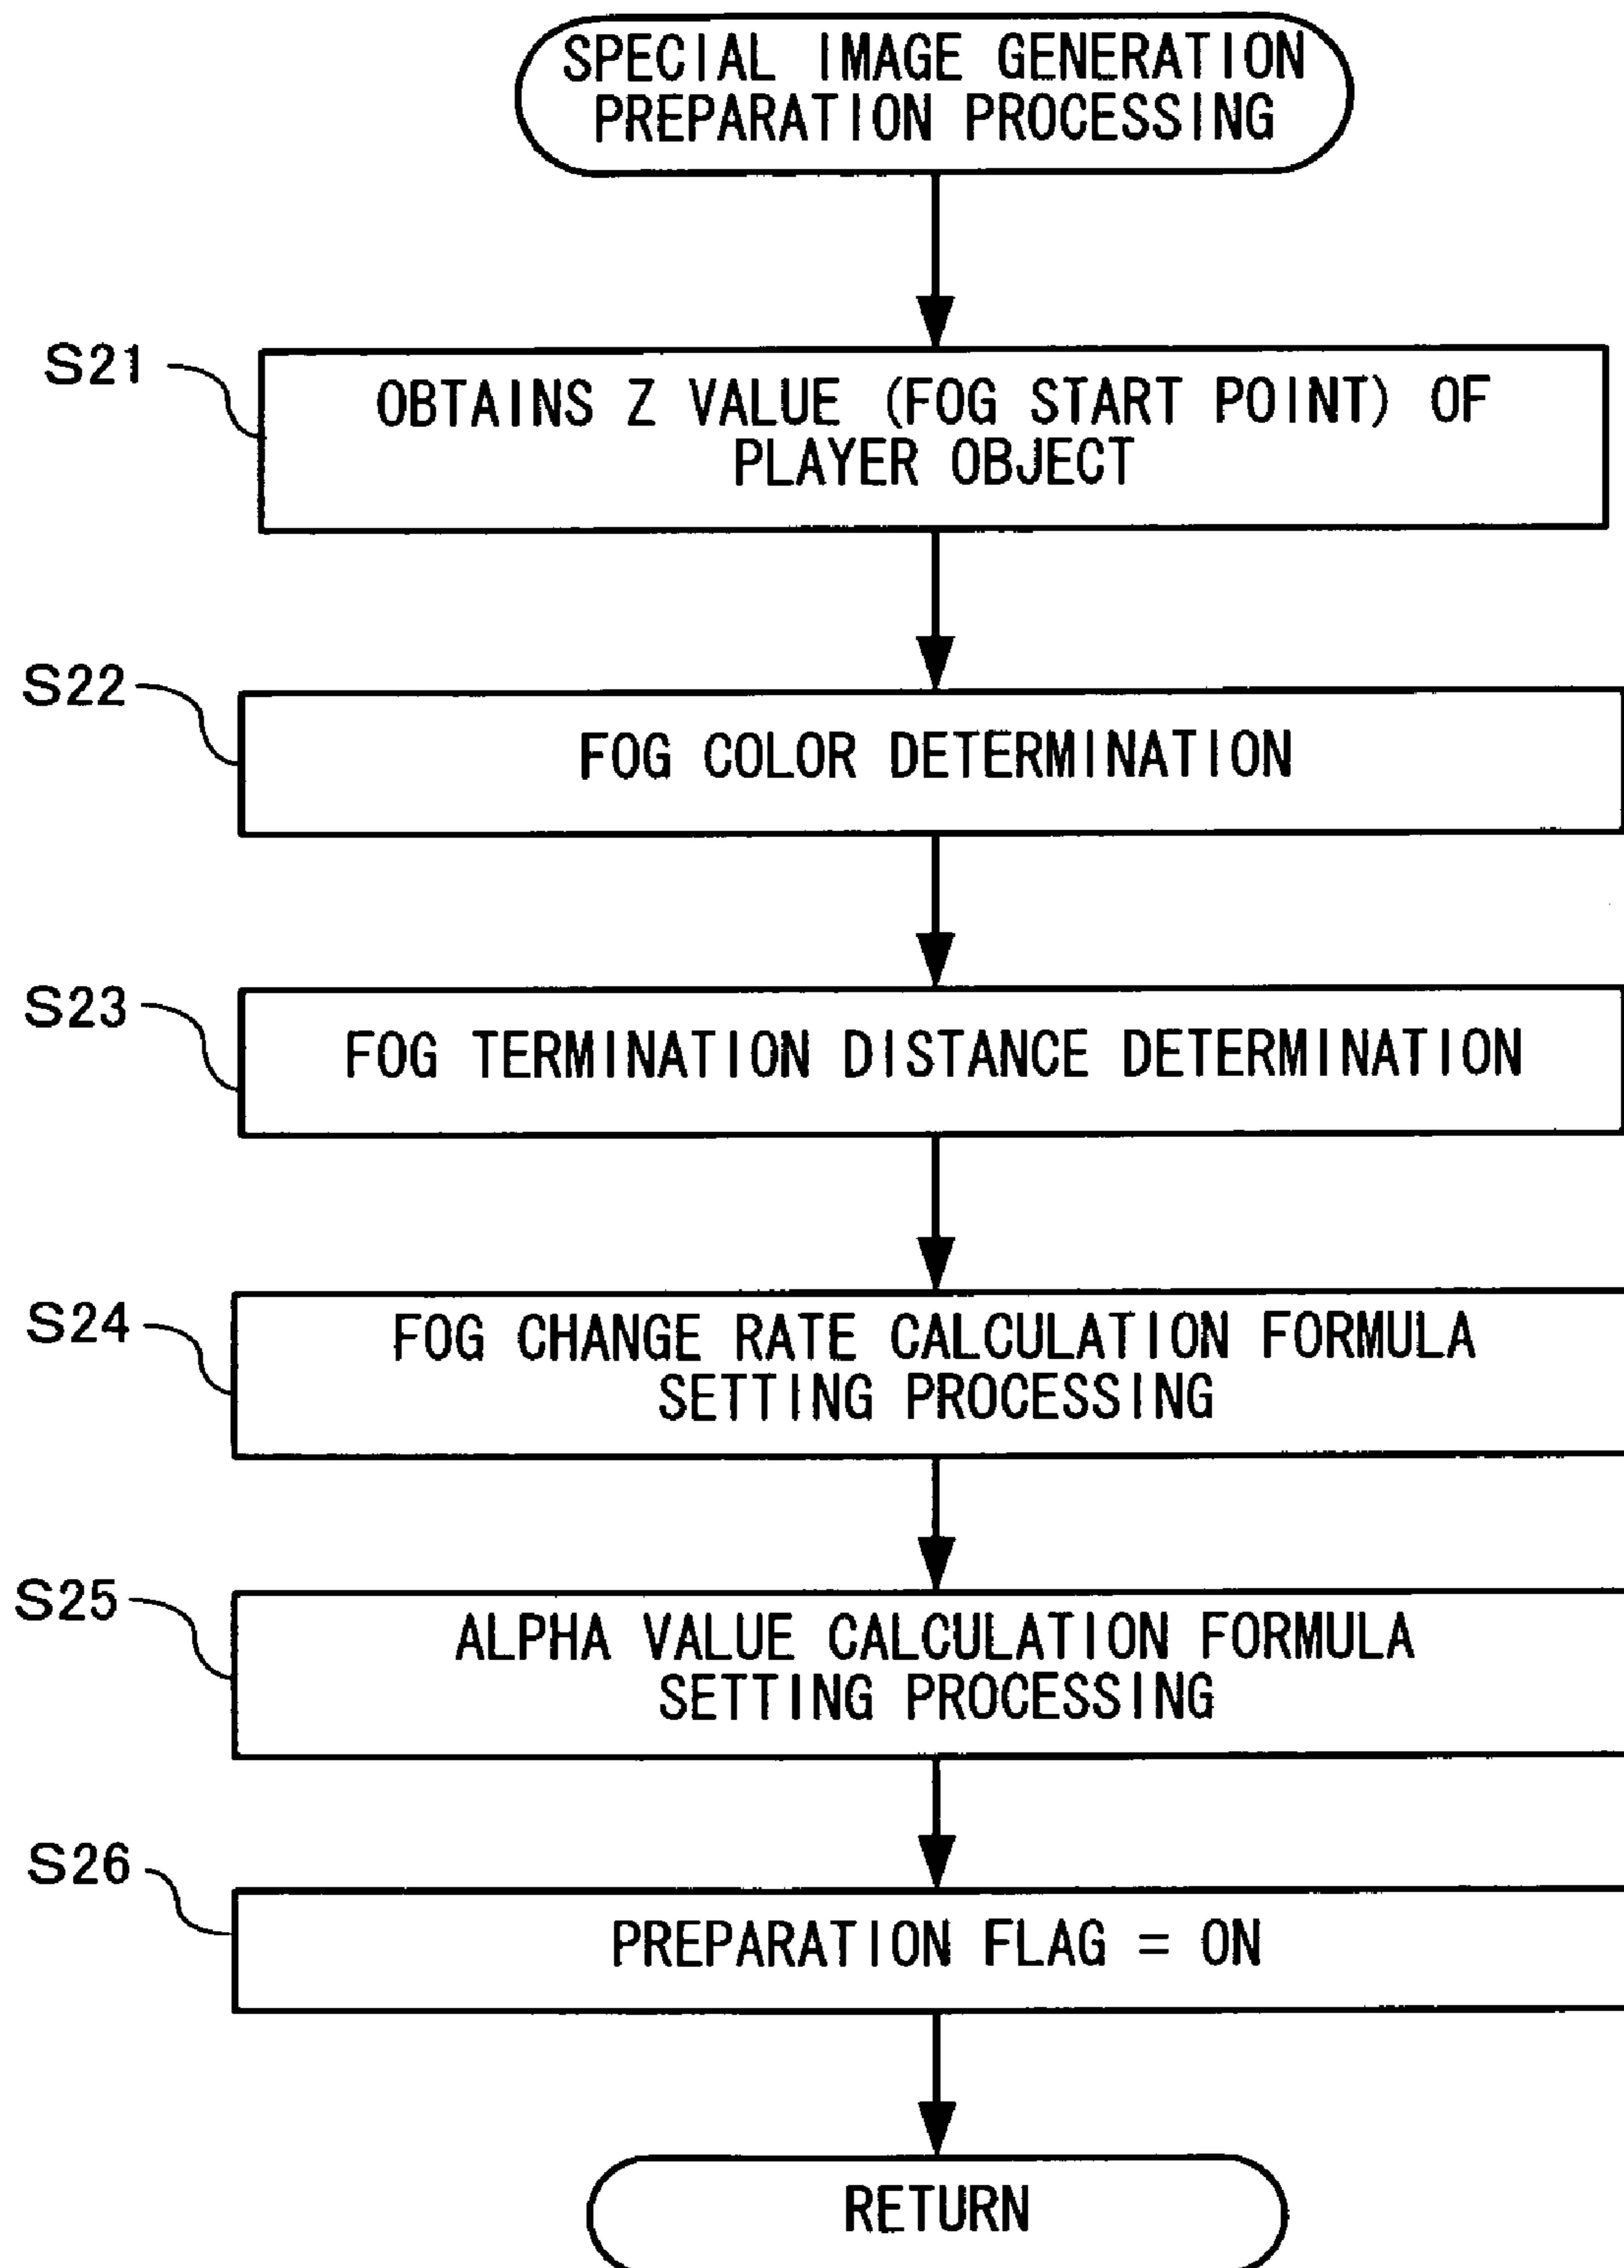 SPECIAL IMAGE GENERATION
PREPARATION PROCESSING
S21
OBTAINS Z VALUE (FOG START POINT) OF
PLAYER OBJECT
S22
FOG COLOR DETERMINATION
S23
FOG TERMINATION DISTANCE DETERMINATION
S24
FOG CHANGE RATE CALCULATION FORMULA
SETTING PROCESSING
S25
ALPHA VALUE CALCULATION FORMULA
SETTING PROCESSING
S26
PREPARATION FLAG = ON
RETURN